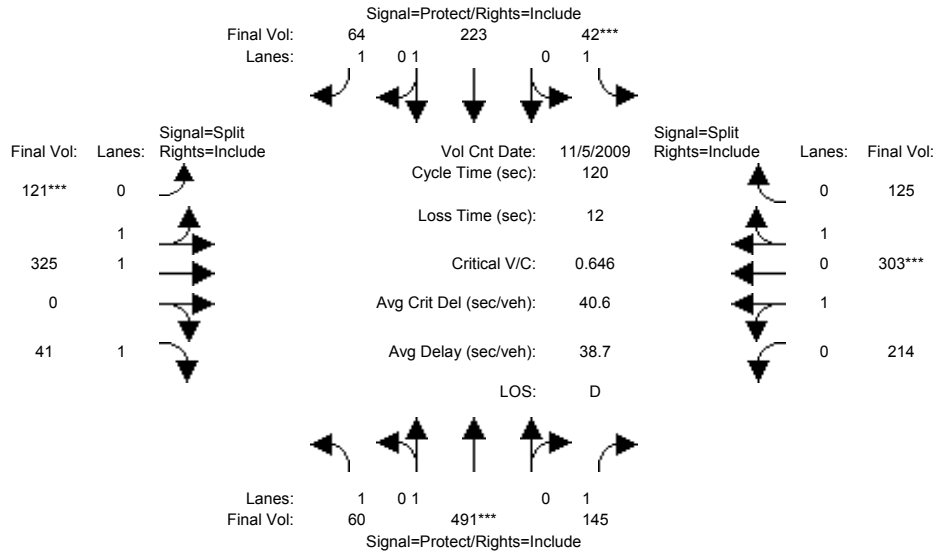 Signal=Protect/Rights=Include
Final Vol: 64 223 42***
Lanes: 1 0 1 0 1
Signal=Split
Final Vol: Lanes: Rights=Include
Vol Cnt Date: 11/5/2009
Signal=Split
Rights=Include Lanes: Final Vol:
Cycle Time (sec): 120
121*** 0
0 125
Loss Time (sec): 12
1
1
325 1
Critical V/C: 0.646
0 303***
0
Avg Crit Del (sec/veh): 40.6
1
41 1
Avg Delay (sec/veh): 38.7
0 214
LOS: D
Lanes: 1 0 1 0 1
Final Vol: 60 491*** 145
Signal=Protect/Rights=Include